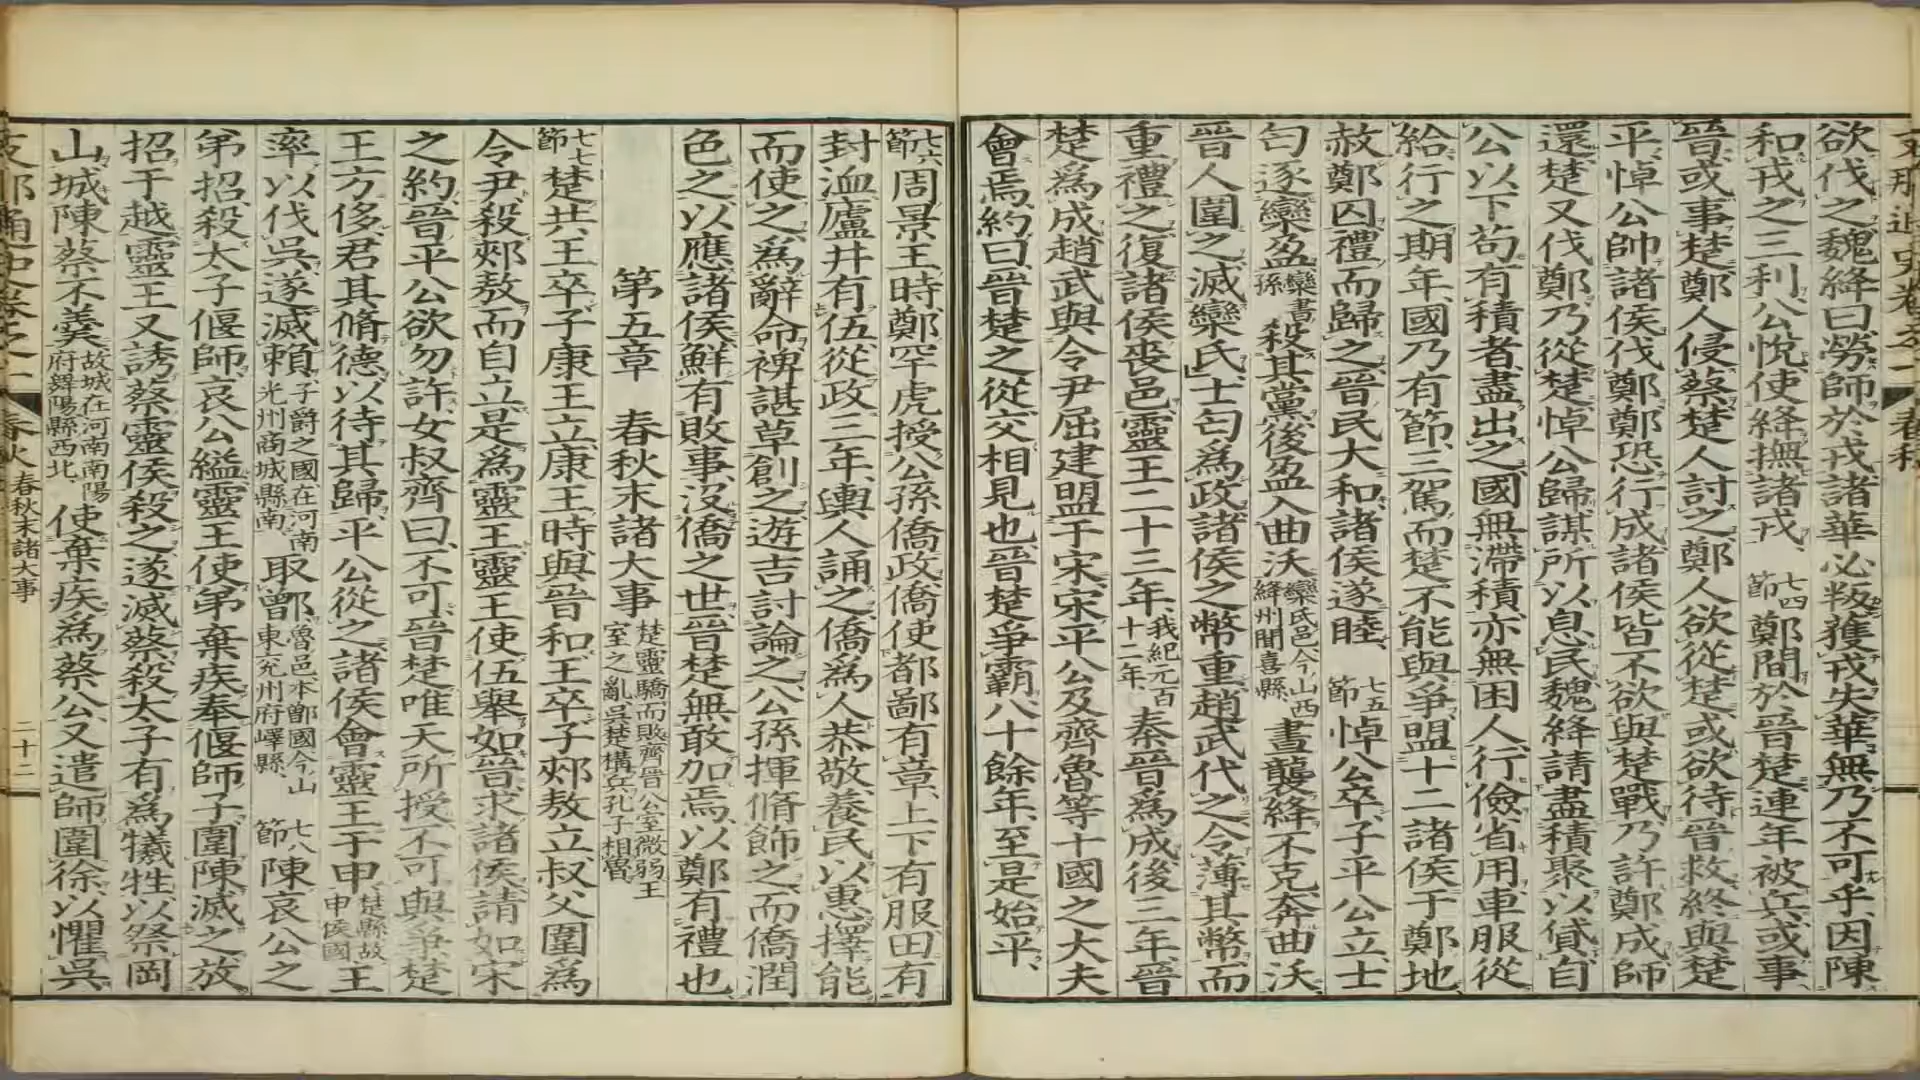 欲伐之、魏絳曰、勞師於戎、諸華必叛、獲戎失華、無乃不可乎、因陳
和戎之三利、公悅、使絳撫諸戎、七四節鄭間於晉楚、連年被兵、或事
晉、或事楚、鄭人侵蔡、楚人討之、鄭人欲從楚、或欲待晉救、終與楚
平、悼公帥諸侯伐鄭、鄭恐行成、諸侯皆不欲與楚戰、乃許鄭成、師
還、楚又伐鄭、鄭乃從楚、悼公歸、謀所以息民、魏絳請盡積聚以貸、自
公以下、苟有積者、盡出之、國無滯積、亦無困人、行儉省用、車服從
給、行之期年、國乃有節、三駕而楚不能與爭、盟十二諸侯于鄭地、
赦鄭囚、禮而歸之、晉民大和、諸侯遂睦、七五節悼公卒、子平公立、士
匄逐欒盈、欒書孫殺其黨、後盈入曲沃、欒氏邑、今山西絳州聞喜縣、晝襲絳、不克、奔曲沃、
晉人圍之、滅欒氏、士匄爲政、諸侯之幣重、趙武代之、令薄其幣、而
重禮之、復諸侯喪邑、靈王二十三年、我紀元百十二年、秦晉爲成、後三年、晉
楚爲成、趙武與令尹屈建盟于宋、宋平公及齊魯等十國之大夫
會焉、約曰、晉楚之從、交相見也、晉楚爭霸、八十餘年、至是始平、
七六節周景王時、鄭罕虎授公孫僑政、僑使都鄙有章、上下有服、田有
封洫、廬井有伍、從政三年、輿人誦之、僑爲人恭敬、養民以惠、擇能
而使之、爲辭命、裨諶草創之、游吉討論之、公孫揮脩飾之、而僑潤
色之、以應諸侯、鮮有敗事、沒僑之世、晉楚無敢加焉、以鄭有禮也
第五章　春秋末諸大事　楚靈驕而敗、齊晉公室微弱、王室之亂、吳楚構兵、孔子相魯
七七節楚共王卒、子康王立、康王時與晉和、王卒、子郟敖立、叔父圍爲
令尹、殺郟敖而自立、是爲靈王、靈王使伍舉如晉求諸侯、請如宋
之約、晉平公欲勿許、女叔齊曰、不可、晉楚唯天所授、不可與爭、楚
王方侈、君其脩德、以待其歸、平公從之、諸侯會靈王于申、楚縣、故申侯國王
率以伐吳、遂滅賴、子爵之國、在河南光州商城縣南、取鄫、魯邑、本鄫國、今山東兗州府嶧縣、七八節陳哀公之
弟招、殺太子偃師、哀公縊、靈王使弟棄疾奉偃師子、圍陳、滅之、放
招于越、靈王又誘蔡靈侯殺之、遂滅蔡、殺太子有、爲犧牲、以祭岡
山、城陳蔡不羹、故城在河南南陽府舞陽縣西北、使棄疾爲蔡公、又遣師圍徐、以懼吳
春秋　春秋末諸大事
二十二